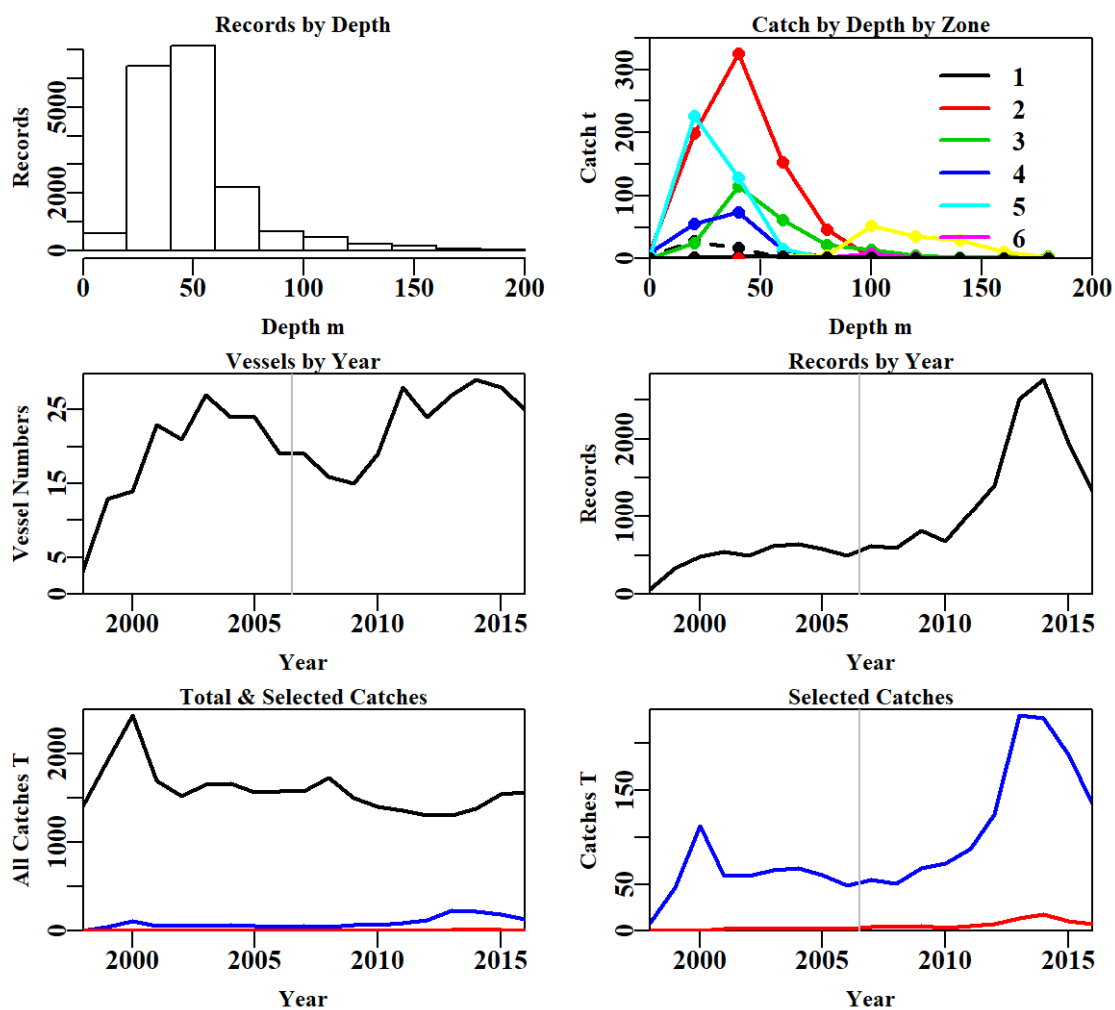 Records by Depth
Records
0
2000
5000
0
50
100
150
200
Depth m
Catch by Depth by Zone
Catch t
0
100
200
300
1
2
3
4
5
6
0
50
100
150
200
Depth m
Vessels by Year
Vessel Numbers
5
15
25
0
2000
2005
2010
2015
Year
Records by Year
Records
0
1000
2000
2000
2005
2010
2015
Year
Total & Selected Catches
All Catches T
0
1000
2000
2000
2005
2010
2015
Year
Selected Catches
Catches T
0
50
150
2000
2005
2010
2015
Year